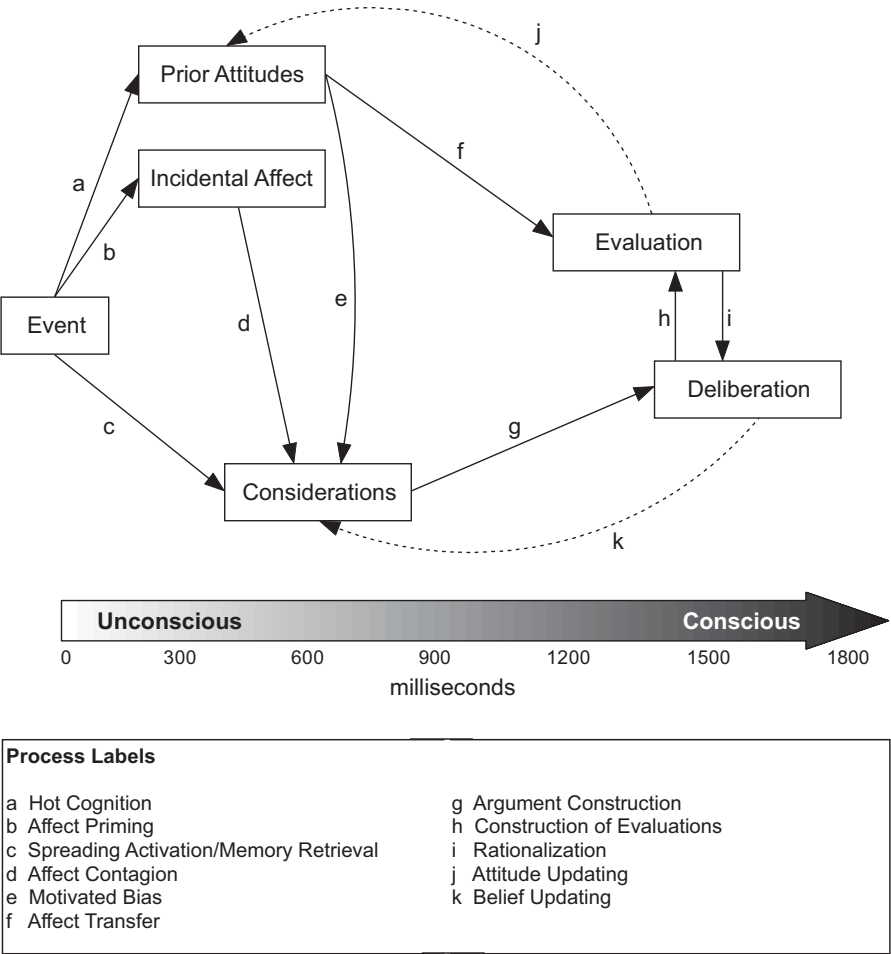 j
Prior Attitudes
f
Incidental Affect
a
Evaluation
b
e
h
i
Event
d
Deliberation
c
g
Considerations
k
Unconscious
Conscious
0 300 600 900 1200 1500 1800
milliseconds
Process Labels
a Hot Cognition
b Affect Priming
c Spreading Activation/Memory Retrieval
d Affect Contagion
e Motivated Bias
f Affect Transfer
g Argument Construction
h Construction of Evaluations
i Rationalization
j Attitude Updating
k Belief Updating